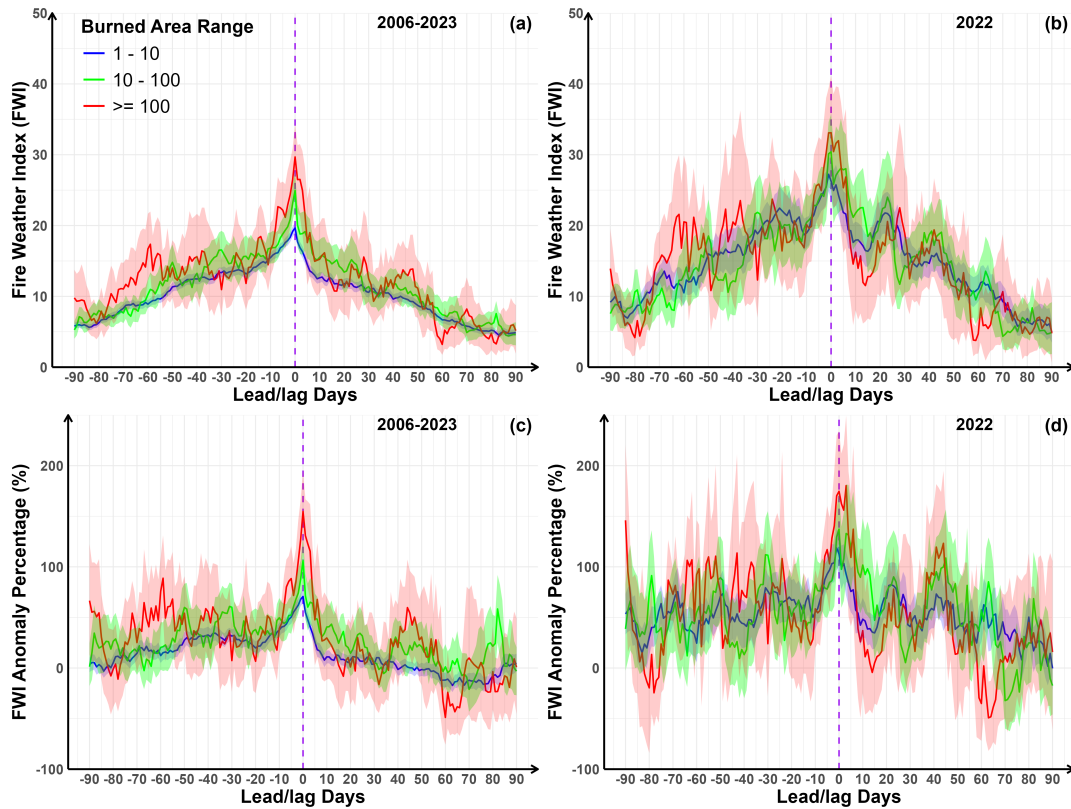 50
40
30
20
10
0
Fire Weather Index (FWI)
Burned Area Range
1 - 10
10 - 100
>= 100
2006-2023
(a)
-90 -80 -70 -60 -50 -40 -30 -20 -10 0 10 20 30 40 50 60 70 80 90
Lead/lag Days
50
40
30
20
10
0
Fire Weather Index (FWI)
2022
(b)
-90 -80 -70 -60 -50 -40 -30 -20 -10 0 10 20 30 40 50 60 70 80 90
Lead/lag Days
200
100
0
-100
FWI Anomaly Percentage (%)
2006-2023
(c)
-90 -80 -70 -60 -50 -40 -30 -20 -10 0 10 20 30 40 50 60 70 80 90
Lead/lag Days
200
100
0
-100
FWI Anomaly Percentage (%)
2022
(d)
-90 -80 -70 -60 -50 -40 -30 -20 -10 0 10 20 30 40 50 60 70 80 90
Lead/lag Days